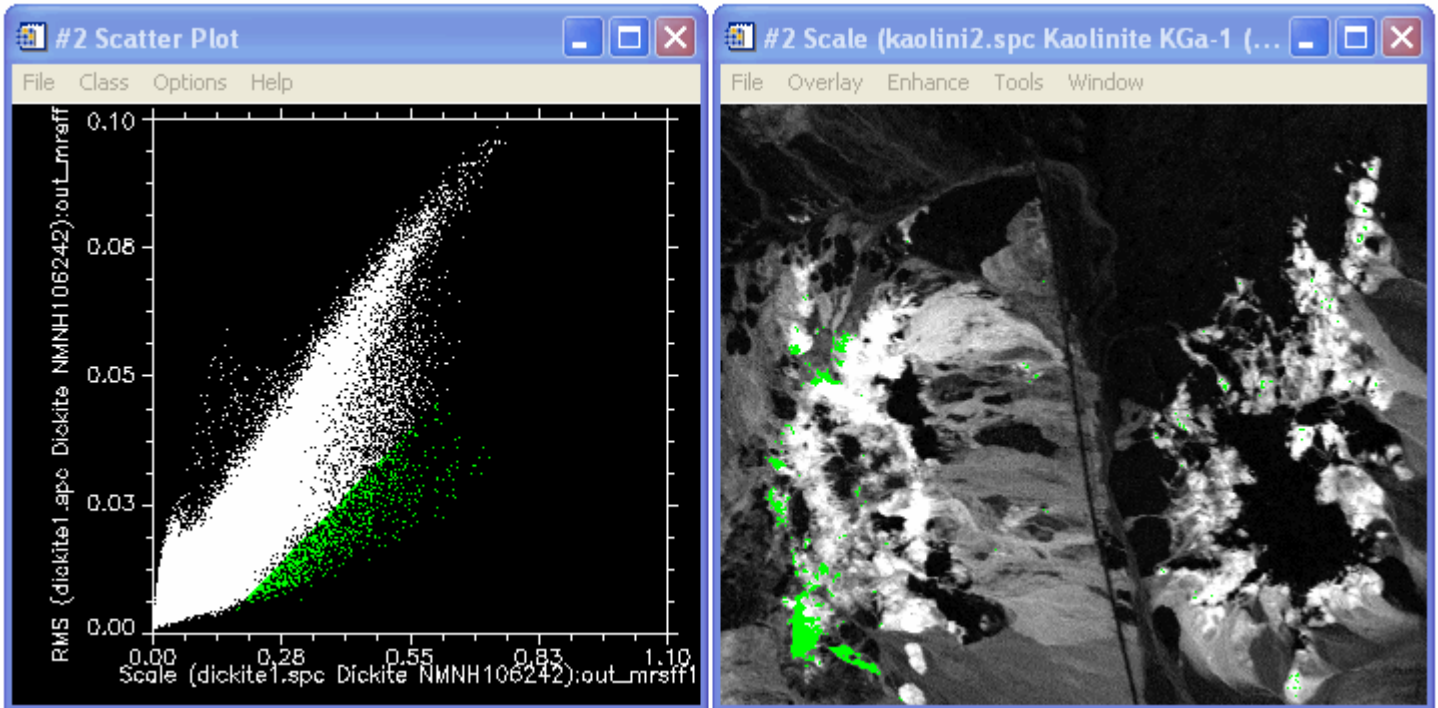 #2 Scatter Plot
File Class Options Help
RMS (dickite1.spc Dickite NMNH106242):out_mrsff
0.10
0.08
0.05
0.03
0.00
0.00 0.28 0.55 0.83 1.10
Scale (dickite1.spc Dickite NMNH106242):out_mrsff1
#2 Scale (kaolini2.spc Kaolinite KGa-1 (...
File Overlay Enhance Tools Window